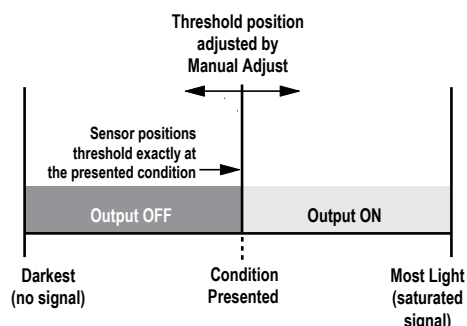 Threshold position
adjusted by
Manual Adjust
Sensor positions
threshold exactly at
the presented condition
Output OFF
Output ON
Darkest
(no signal)
Condition
Presented
Most Light
(saturated
signal)